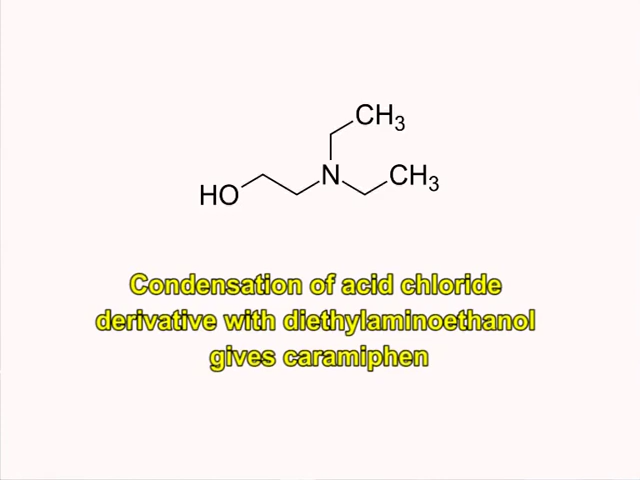 CH3
N
CH3
HO
Condensation of acid chloride
derivative with diethylaminoethanol
gives caramiphen